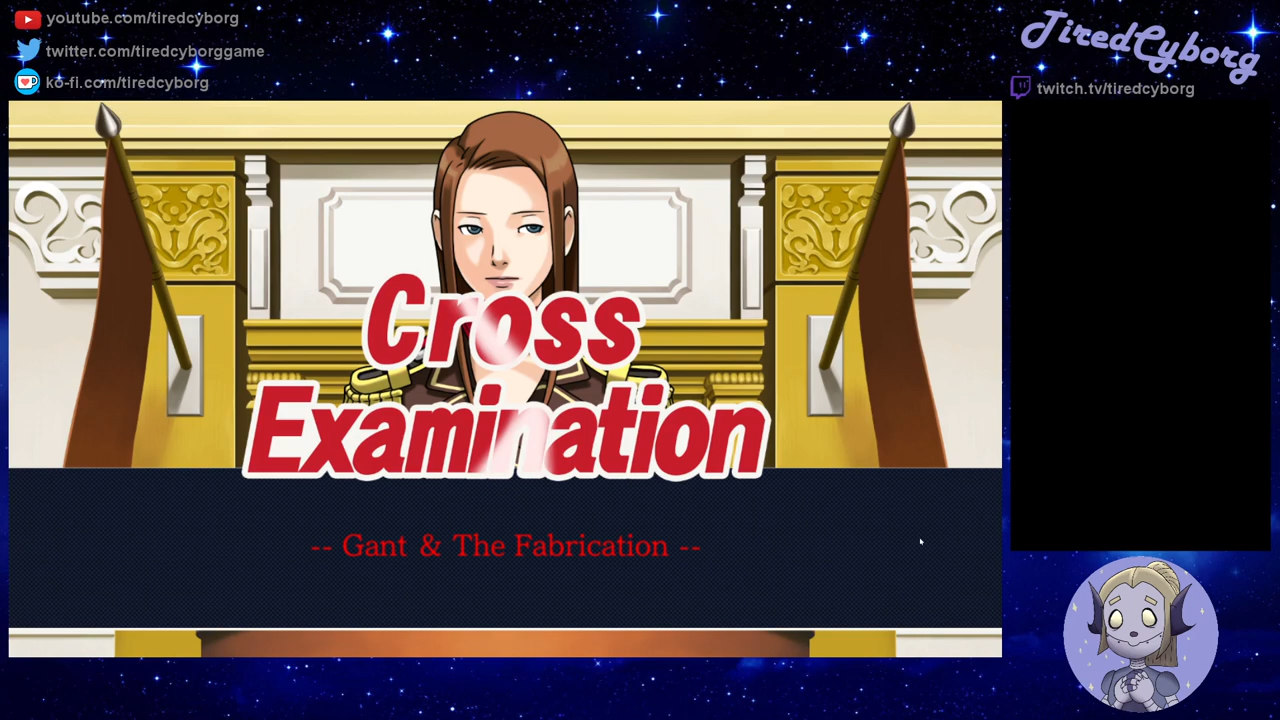 youtube.com/tiredcyborg
twitter.com/tiredcyborggame
ko-fi.com/tiredcyborg
TiredCyborg
twitch.tv/tiredcyborg
Cross
Examination
-- Gant & The Fabrication --